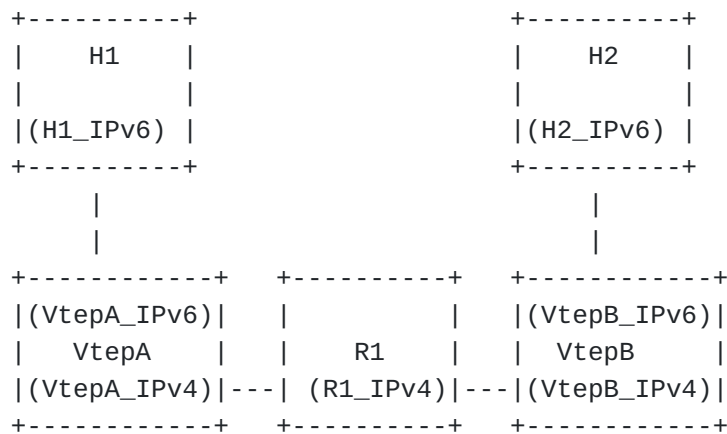 H1 H2
(H1_IPv6) (H2_IPv6)
(VtepA_IPv6) (VtepB_IPv6)
VtepA R1 VtepB
(VtepA_IPv4) (R1_IPv4) (VtepB_IPv4)